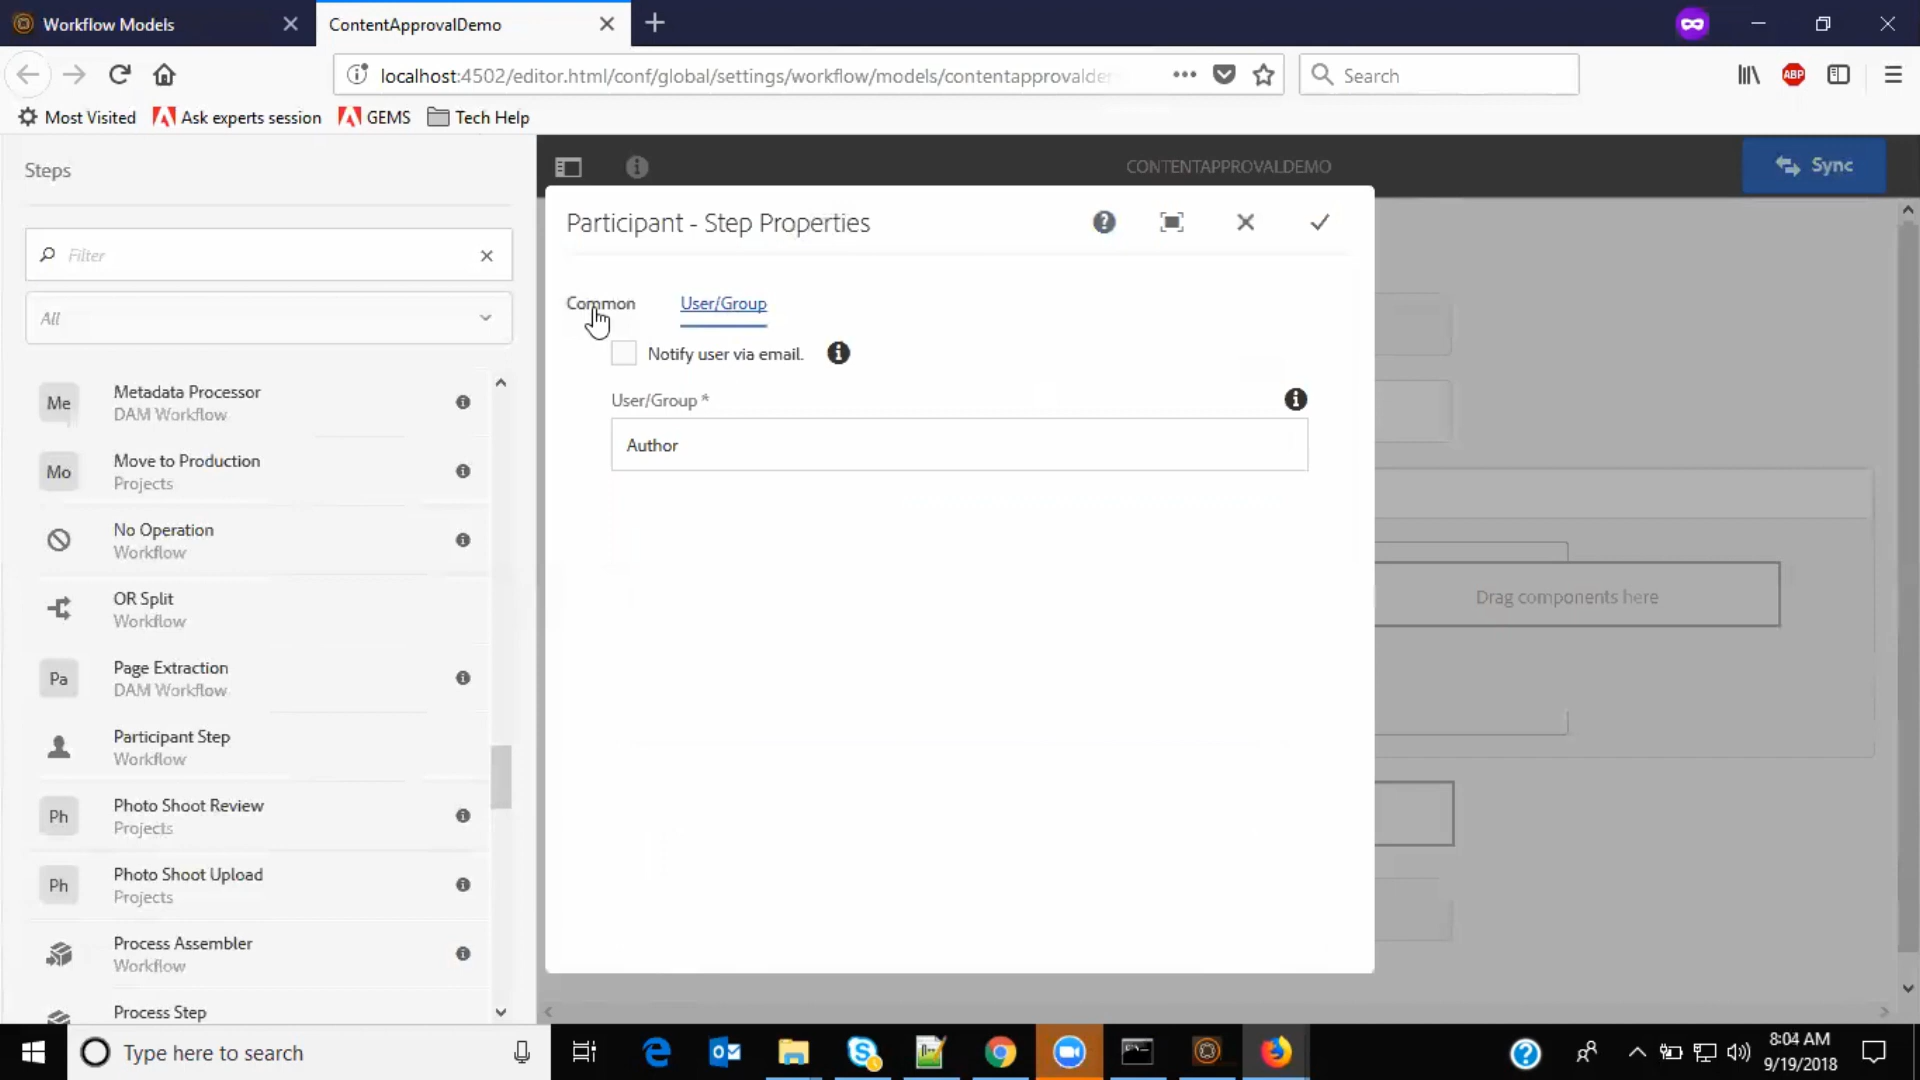 Workflow Models
ContentApprovalDemo
localhost:4502/editor.html/conf/global/settings/workflow/models/contentapprovalde
Search
Most Visited
Ask experts session
GEMS
Tech Help
ABP
Steps
CONTENTAPPROVALDEMO
Sync
Filter
All
Me
Metadata Processor
DAM Workflow
Mo
Move to Production
Projects
No Operation
Workflow
OR Split
Workflow
Pa
Page Extraction
DAM Workflow
Participant Step
Workflow
Ph
Photo Shoot Review
Projects
Ph
Photo Shoot Upload
Projects
Process Assembler
Workflow
Process Step
Participant - Step Properties
Common
User/Group
Notify user via email.
User/Group *
Author
Drag components here
Type here to search
8:04 AM
9/19/2018